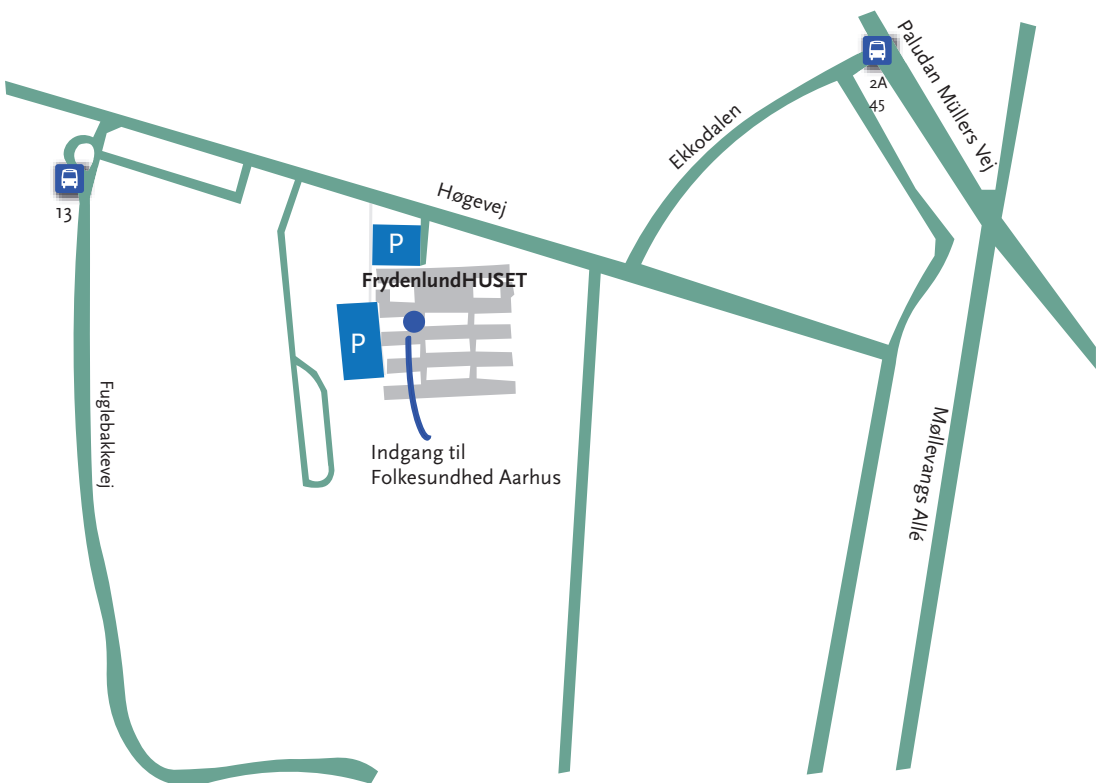 Paludan Müllers Vej
2A
45
Ekkodalen
13
Høgevej
P
FrydenlundHUSET
P
Fuglebakkevej
Indgang til
Folkesundhed Aarhus
Møllevangs Allé